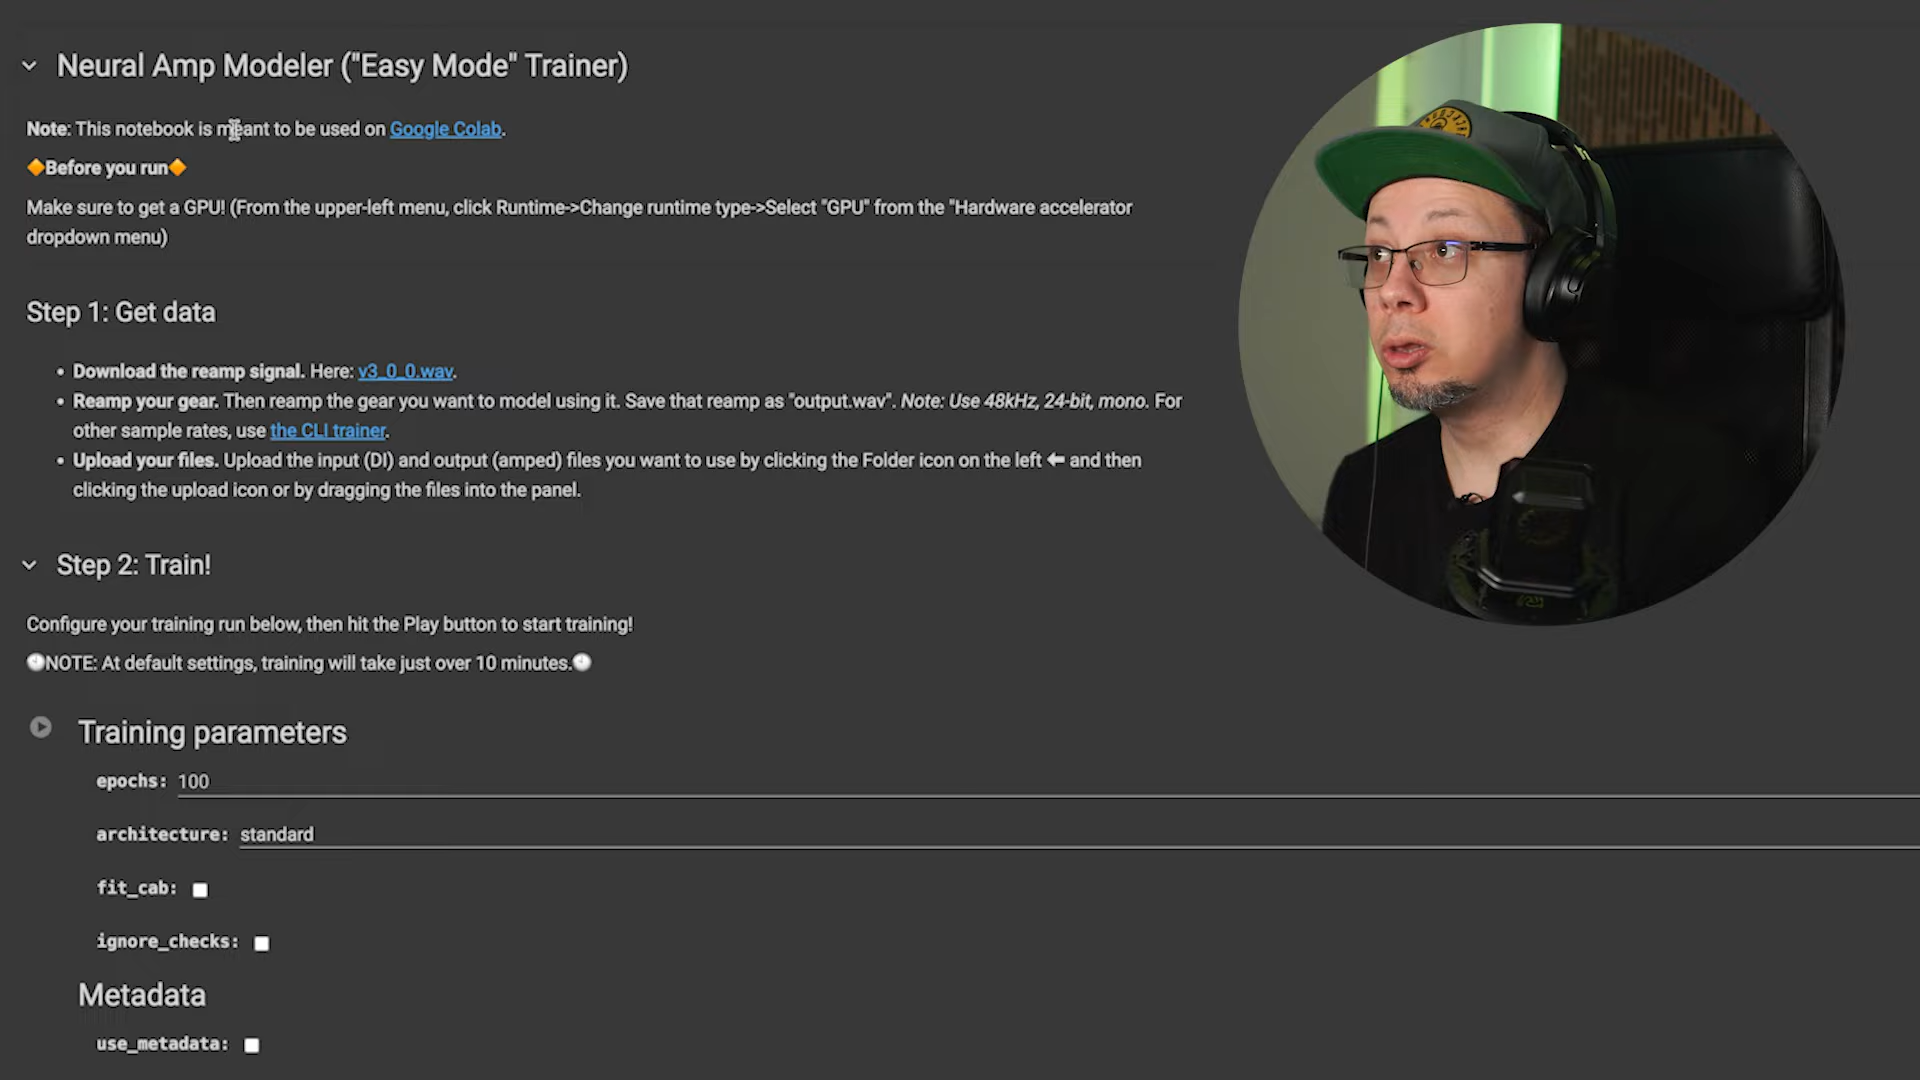 Neural Amp Modeler ("Easy Mode" Trainer)
Note: This notebook is meant to be used on Google Colab.
🔶Before you run🔶
Make sure to get a GPU! (From the upper-left menu, click Runtime->Change runtime type->Select "GPU" from the "Hardware accelerator
dropdown menu)
Step 1: Get data
• Download the reamp signal. Here: v3_0_0.wav.
• Reamp your gear. Then reamp the gear you want to model using it. Save that reamp as "output.wav". Note: Use 48kHz, 24-bit, mono. For
other sample rates, use the CLI trainer.
• Upload your files. Upload the input (DI) and output (amped) files you want to use by clicking the Folder icon on the left ⬅ and then
clicking the upload icon or by dragging the files into the panel.
Step 2: Train!
Configure your training run below, then hit the Play button to start training!
🕙NOTE: At default settings, training will take just over 10 minutes.🕙
Training parameters
epochs: 100
architecture: standard
fit_cab:
ignore_checks:
Metadata
use_metadata: